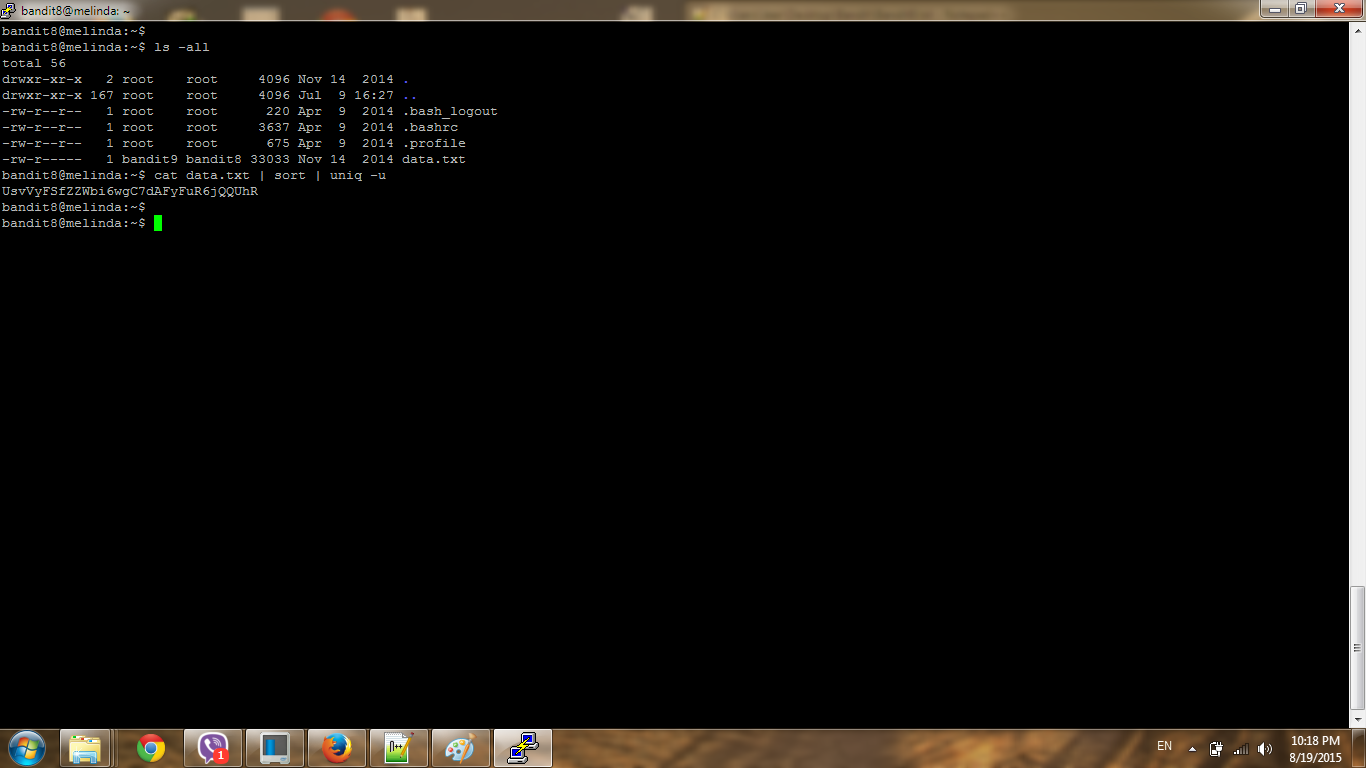 bandit8@melinda: ~
bandit8@melinda:~$
bandit8@melinda:~$ ls -all
total 56
drwxr-xr-x   2 root    root     4096 Nov 14  2014 .
drwxr-xr-x 167 root    root     4096 Jul  9 16:27 ..
-rw-r--r--   1 root    root      220 Apr  9  2014 .bash_logout
-rw-r--r--   1 root    root     3637 Apr  9  2014 .bashrc
-rw-r--r--   1 root    root      675 Apr  9  2014 .profile
-rw-r-----   1 bandit9 bandit8 33033 Nov 14  2014 data.txt
bandit8@melinda:~$ cat data.txt | sort | uniq -u
UsvVyFSfZZWbi6wgC7dAFyFuR6jQQUhR
bandit8@melinda:~$
bandit8@melinda:~$
1
n++
EN
10:18 PM
8/19/2015